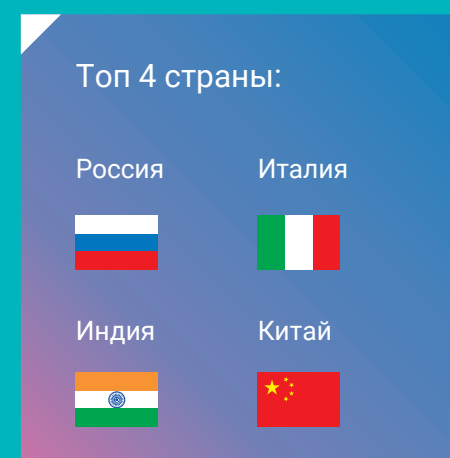 Топ 4 страны:
Россия
Италия
Индия
Китай